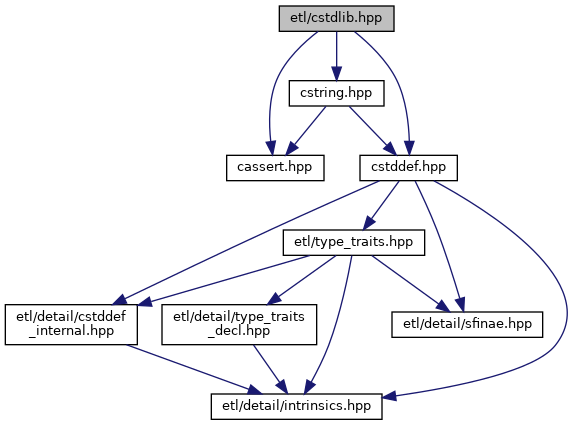 etl/cstdlib.hpp
cstring.hpp
cassert.hpp
cstddef.hpp
etl/type_traits.hpp
etl/detail/cstddef
_internal.hpp
etl/detail/type_traits
_decl.hpp
etl/detail/sfinae.hpp
etl/detail/intrinsics.hpp